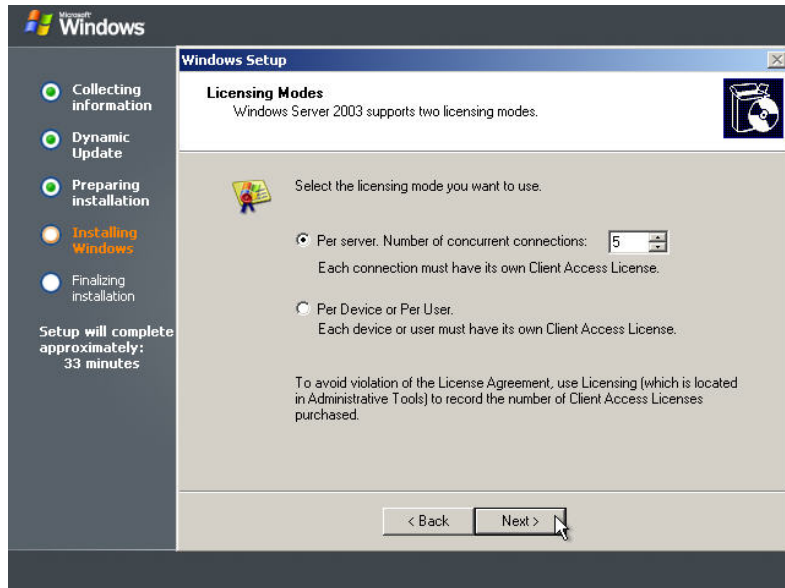 Microsoft
Windows
Collecting
information
Dynamic
Update
Preparing
installation
Installing
Windows
Finalizing
installation
Setup will complete
approximately:
33 minutes
Windows Setup
Licensing Modes
Windows Server 2003 supports two licensing modes.
Select the licensing mode you want to use.
Per server. Number of concurrent connections: 5
Each connection must have its own Client Access License.
Per Device or Per User.
Each device or user must have its own Client Access License.
To avoid violation of the License Agreement, use Licensing (which is located
in Administrative Tools) to record the number of Client Access Licenses
purchased.
< Back Next >